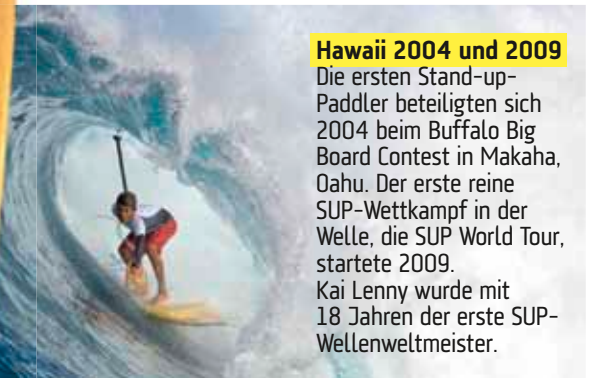 Hawaii 2004 und 2009
Die ersten Stand-up-
Paddler beteiligten sich
2004 beim Buffalo Big
Board Contest in Makaha,
Oahu. Der erste reine
SUP-Wettkampf in der
Welle, die SUP World Tour,
startete 2009.
Kai Lenny wurde mit
18 Jahren der erste SUP-
Wellenweltmeister.